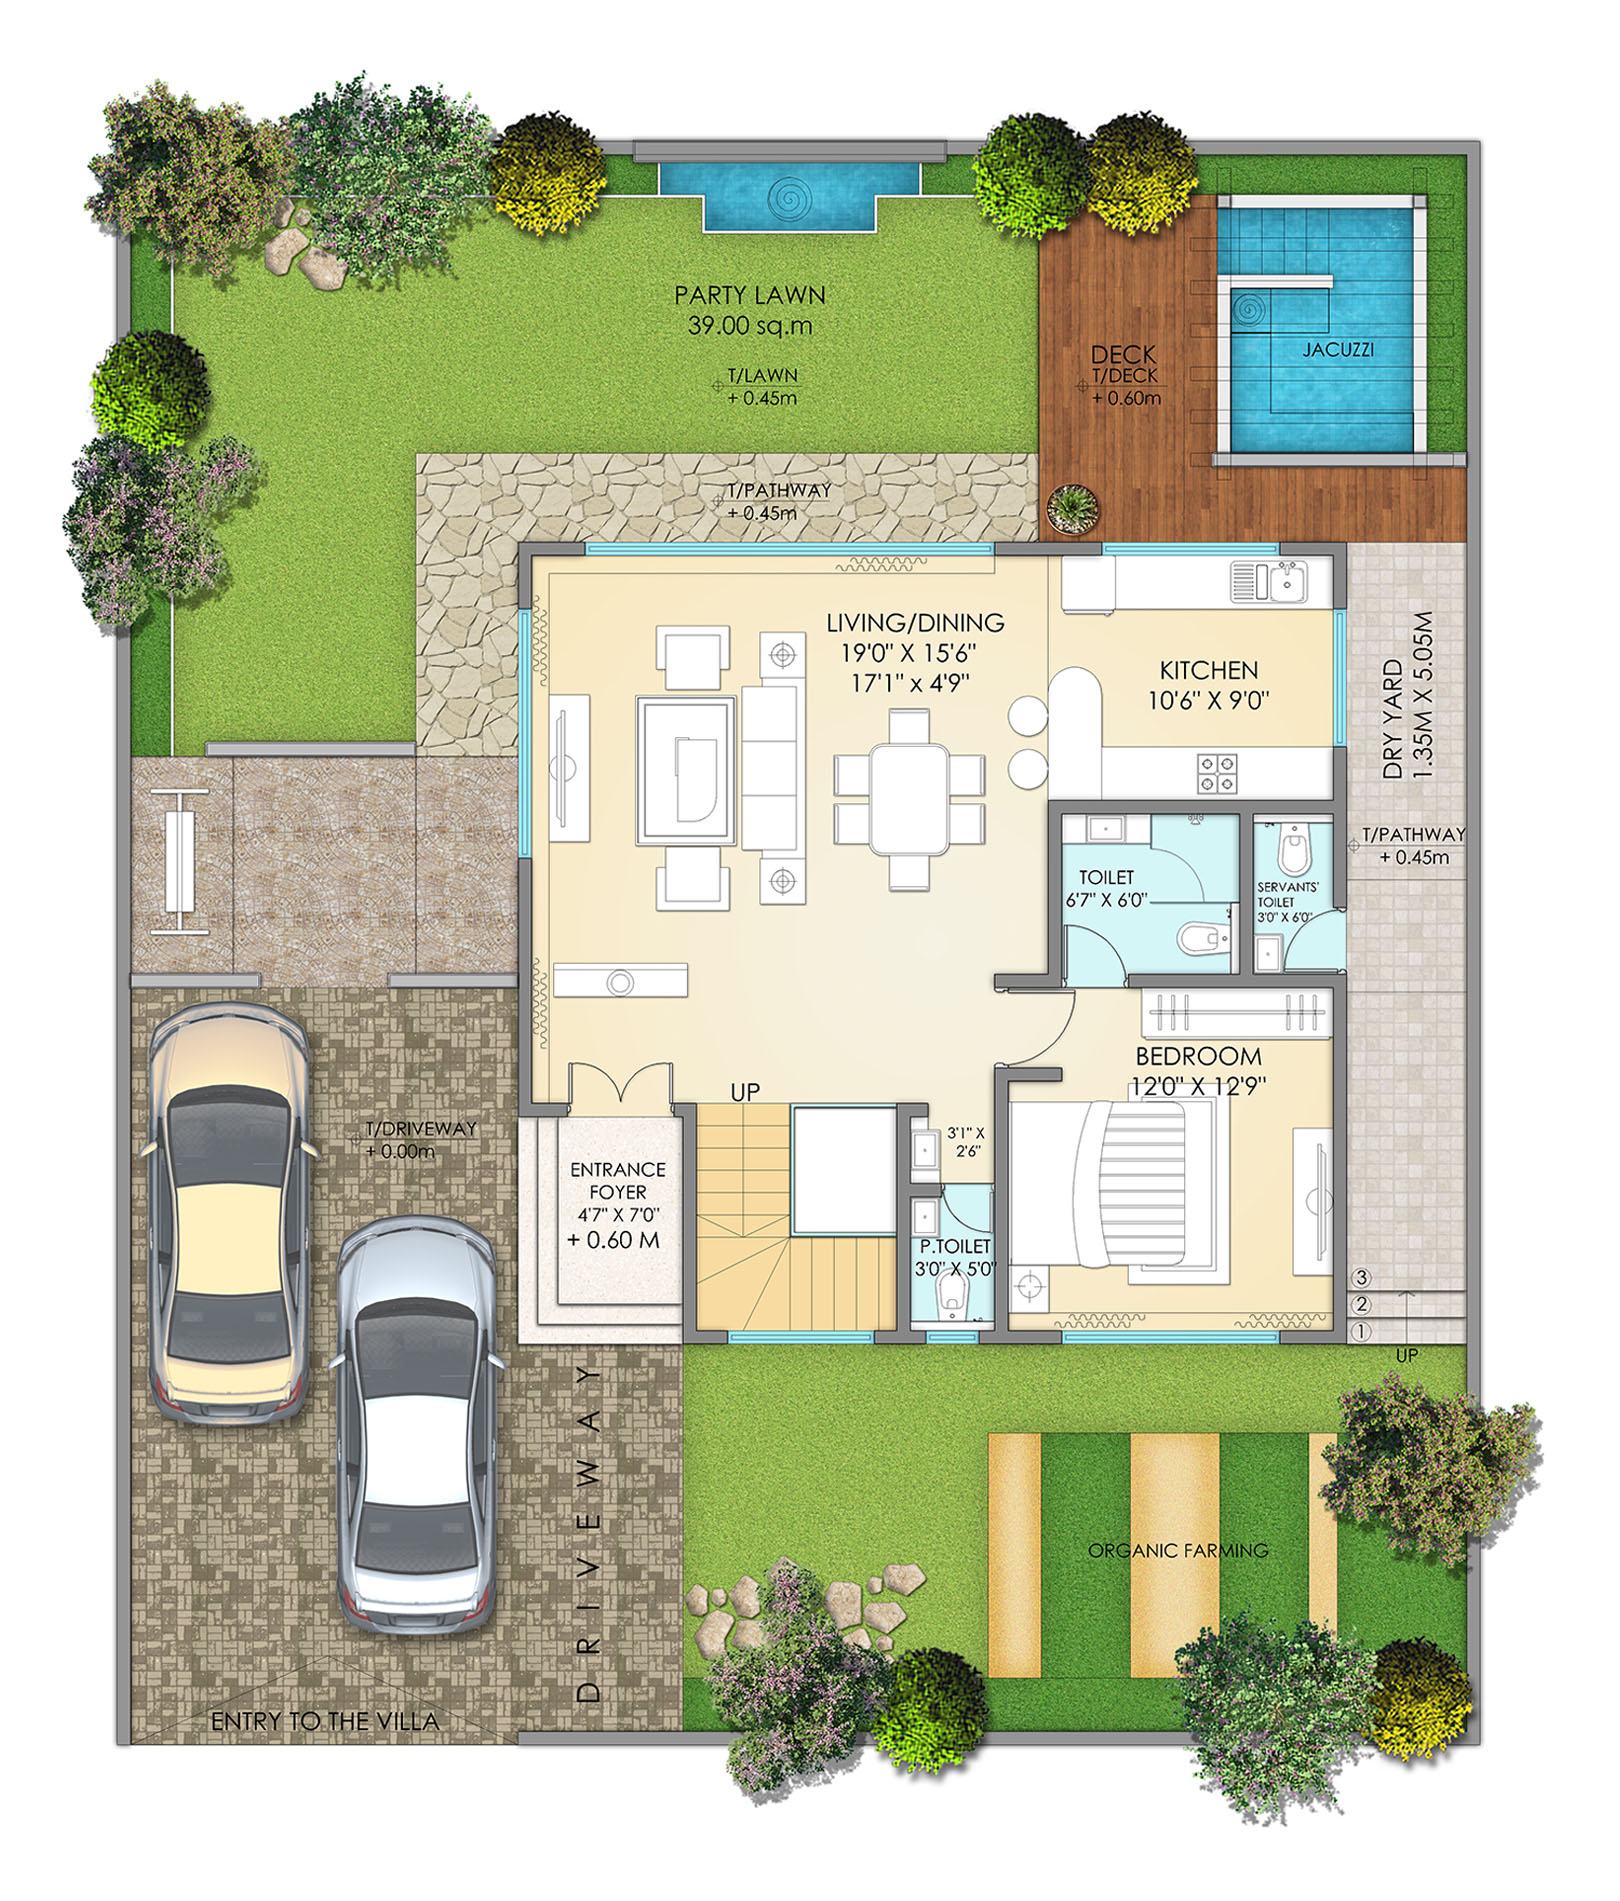 PARTY LAWN
39.00 sq.m
T/LAWN
+ 0.45m
DECK
T/DECK
+ 0.60m
JACUZZI
T/PATHWAY
+ 0.45m
LIVING/DINING
19'0" X 15'6"
17'1" x 4'9"
KITCHEN
10'6" X 9'0"
DRY YARD
1.35M X 5.05M
T/PATHWAY
+ 0.45m
TOILET
6'7" X 6'0"
SERVANTS'
TOILET
3'0" X 6'0"
BEDROOM
12'0" X 12'9"
UP
T/DRIVEWAY
+ 0.00m
3'1" X
2'6"
ENTRANCE
FOYER
4'7" X 7'0"
+ 0.60 M
P.TOILET
3'0" X 5'0"
3
2
1
UP
DRIVEWAY
ORGANIC FARMING
ENTRY TO THE VILLA